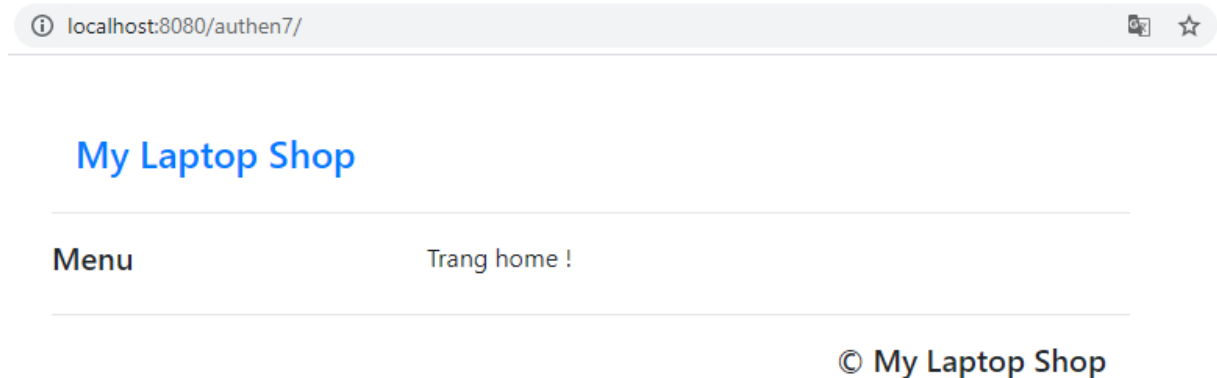 localhost:8080/authen7/
My Laptop Shop
Menu
Trang home !
© My Laptop Shop